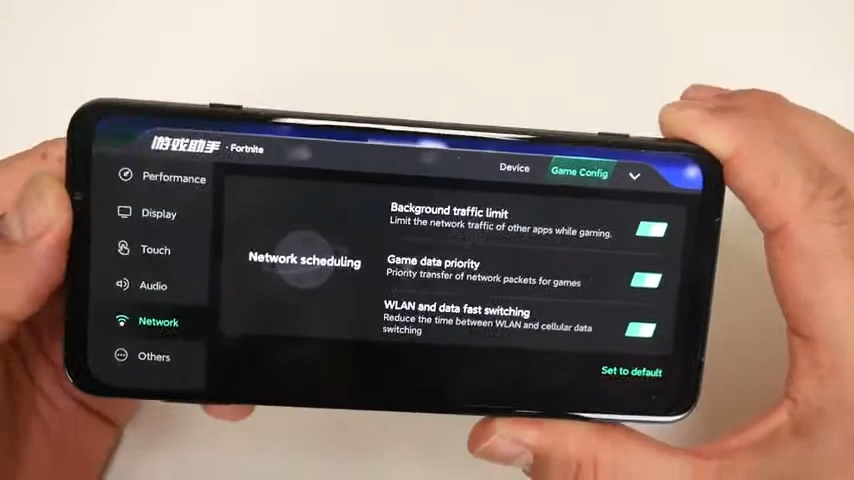 游戏助手 · Fortnite
Device
Game Config
Performance
Display
Touch
Audio
Network
Others
Network scheduling
Background traffic limit
Limit the network traffic of other apps while gaming.
Game data priority
Priority transfer of network packets for games
WLAN and data fast switching
Reduce the time between WLAN and cellular data
switching
Set to default